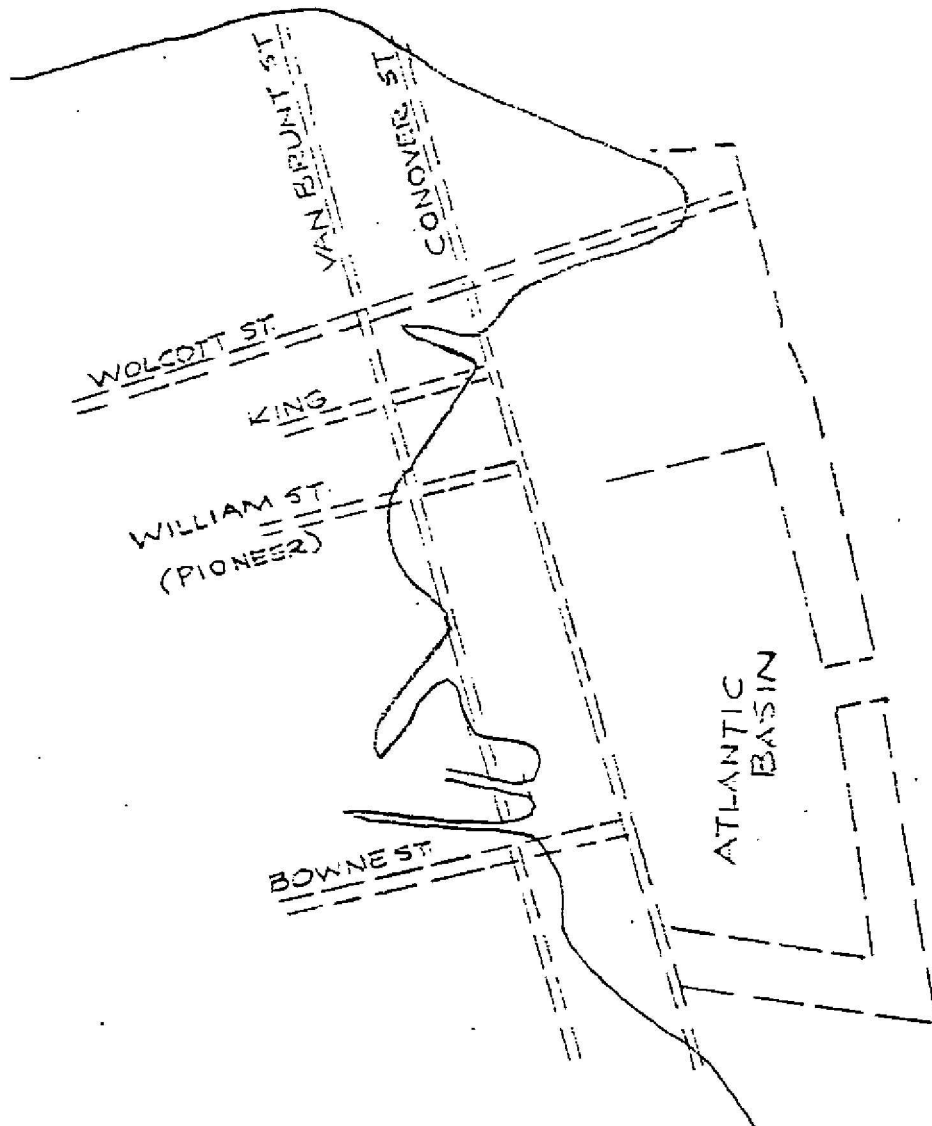 VAN BRUNT ST
CONOVER ST
WOLCOTT ST.
KING
WILLIAM ST.
(PIONEER)
ATLANTIC
BASIN
BOWNE ST.